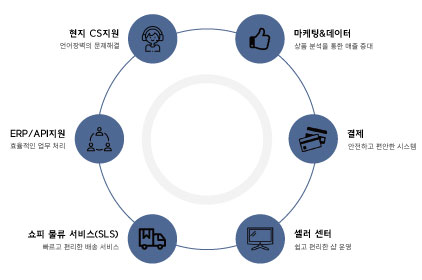 현지 CS지원
언어장벽의 문제해결
마케팅&데이터
상품 분석을 통한 매출 증대
ERP/API지원
효율적인 업무 처리
결제
안전하고 편안한 시스템
쇼피 물류 서비스(SLS)
빠르고 편리한 배송 서비스
셀러 센터
쉽고 편리한 샵 운영